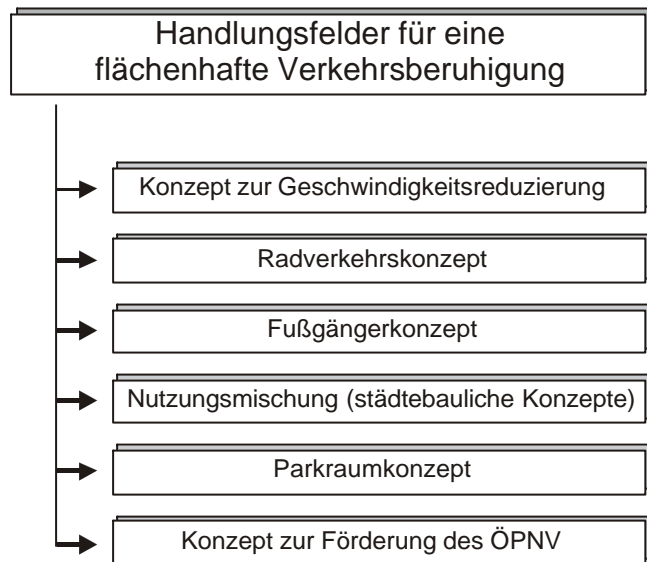 Handlungsfelder für eine
flächenhafte Verkehrsberuhigung
Konzept zur Geschwindigkeitsreduzierung
Radverkehrskonzept
Fußgängerkonzept
Nutzungsmischung (städtebauliche Konzepte)
Parkraumkonzept
Konzept zur Förderung des ÖPNV